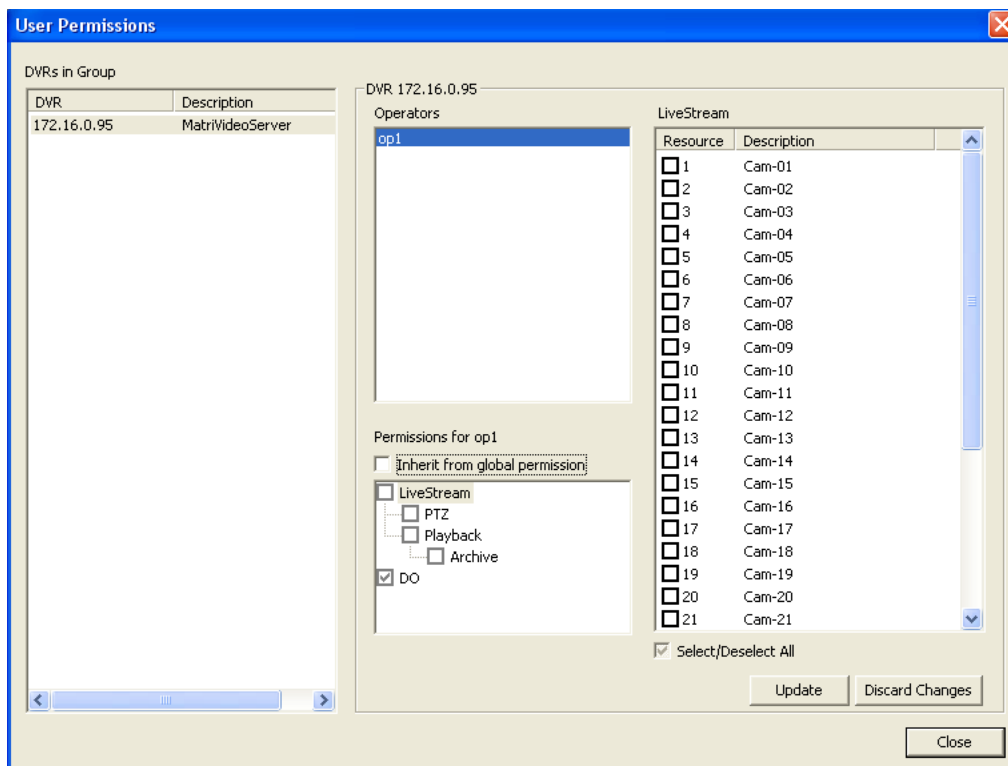 User Permissions
DVRs in Group
DVR Description
172.16.0.95 MatriVideoServer
DVR 172.16.0.95
Operators
op1
Permissions for op1
Inherit from global permission
LiveStream
PTZ
Playback
Archive
DO
LiveStream
Resource Description
1 Cam-01
2 Cam-02
3 Cam-03
4 Cam-04
5 Cam-05
6 Cam-06
7 Cam-07
8 Cam-08
9 Cam-09
10 Cam-10
11 Cam-11
12 Cam-12
13 Cam-13
14 Cam-14
15 Cam-15
16 Cam-16
17 Cam-17
18 Cam-18
19 Cam-19
20 Cam-20
21 Cam-21
Select/Deselect All
Update Discard Changes
Close